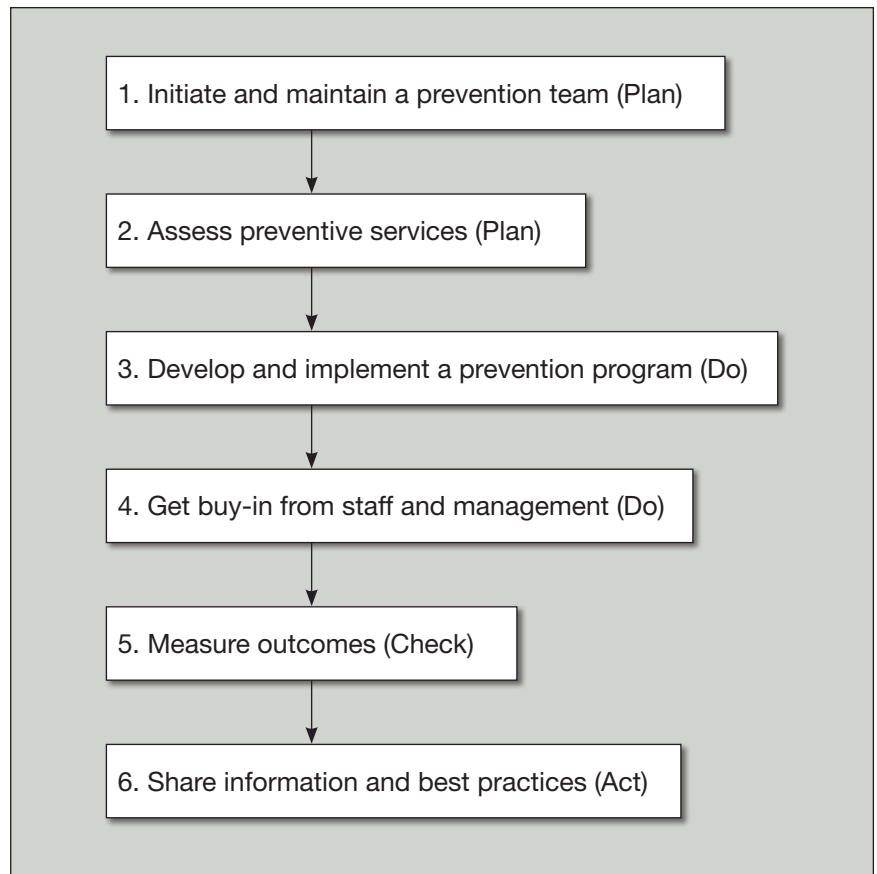 1. Initiate and maintain a prevention team (Plan)
2. Assess preventive services (Plan)
3. Develop and implement a prevention program (Do)
4. Get buy-in from staff and management (Do)
5. Measure outcomes (Check)
6. Share information and best practices (Act)